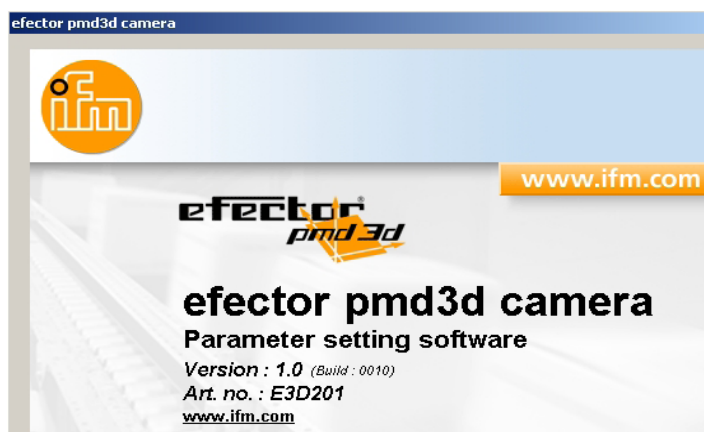 efector pmd3d camera
ifm
www.ifm.com
efector
pmd 3d
efector pmd3d camera
Parameter setting software
Version : 1.0 (Build : 0010)
Art. no. : E3D201
www.ifm.com